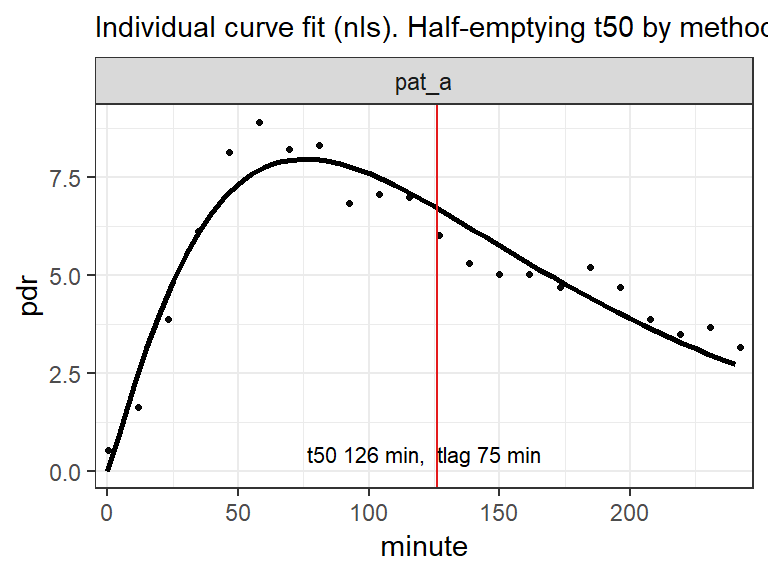 Individual curve fit (nls). Half-emptying t50 by
pat_a
pdr
7.5
5.0
2.5
0.0
t50 126 min, tlag 75 min
0 50 100 150 200
minute